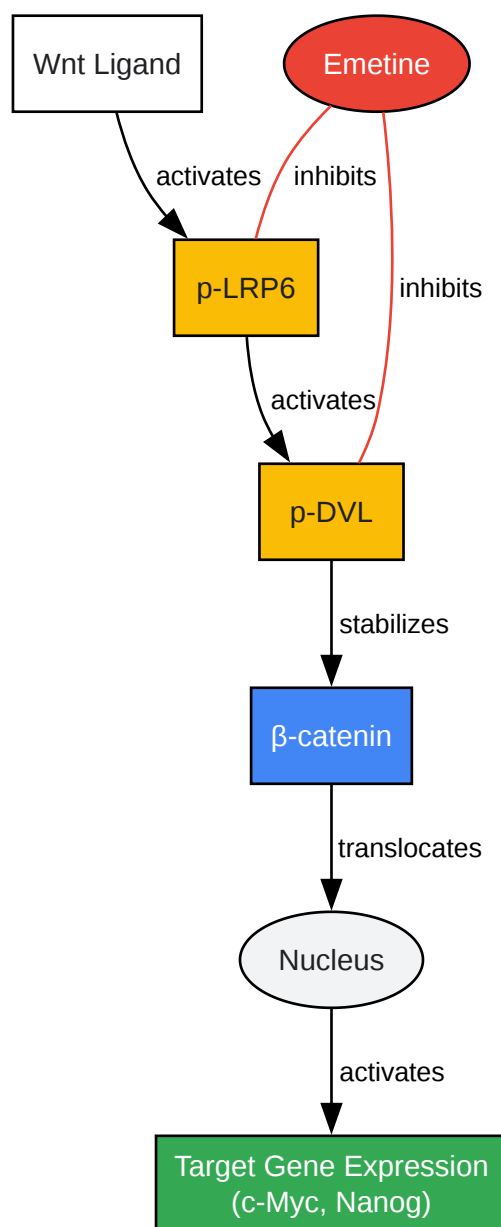 Wnt Ligand
Emetine
activates
inhibits
p-LRP6
inhibits
activates
p-DVL
stabilizes
β-catenin
translocates
Nucleus
activates
Target Gene Expression
(c-Myc, Nanog)